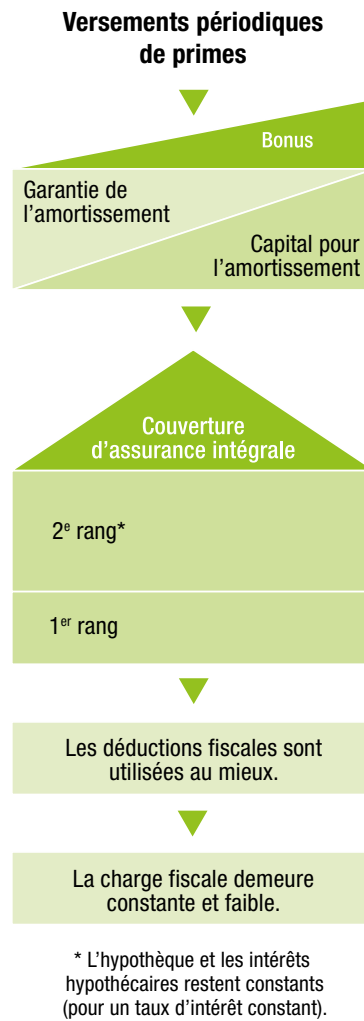 Versements périodiques
de primes
Bonus
Garantie de
l'amortissement
Capital pour
l'amortissement
Couverture
d'assurance intégrale
2e rang*
1er rang
Les déductions fiscales sont
utilisées au mieux.
La charge fiscale demeure
constante et faible.
* L'hypothèque et les intérêts
hypothécaires restent constants
(pour un taux d'intérêt constant).